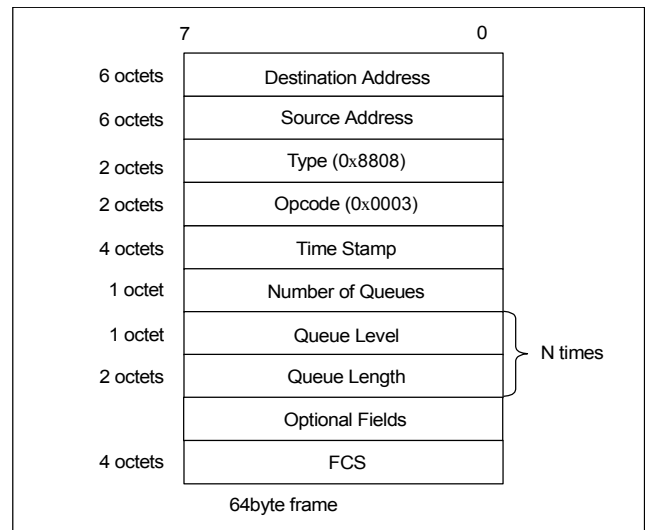 7 0
6 octets Destination Address
6 octets Source Address
2 octets Type (0x8808)
2 octets Opcode (0x0003)
4 octets Time Stamp
1 octet Number of Queues
1 octet Queue Level
N times
2 octets Queue Length
Optional Fields
4 octets FCS
64byte frame